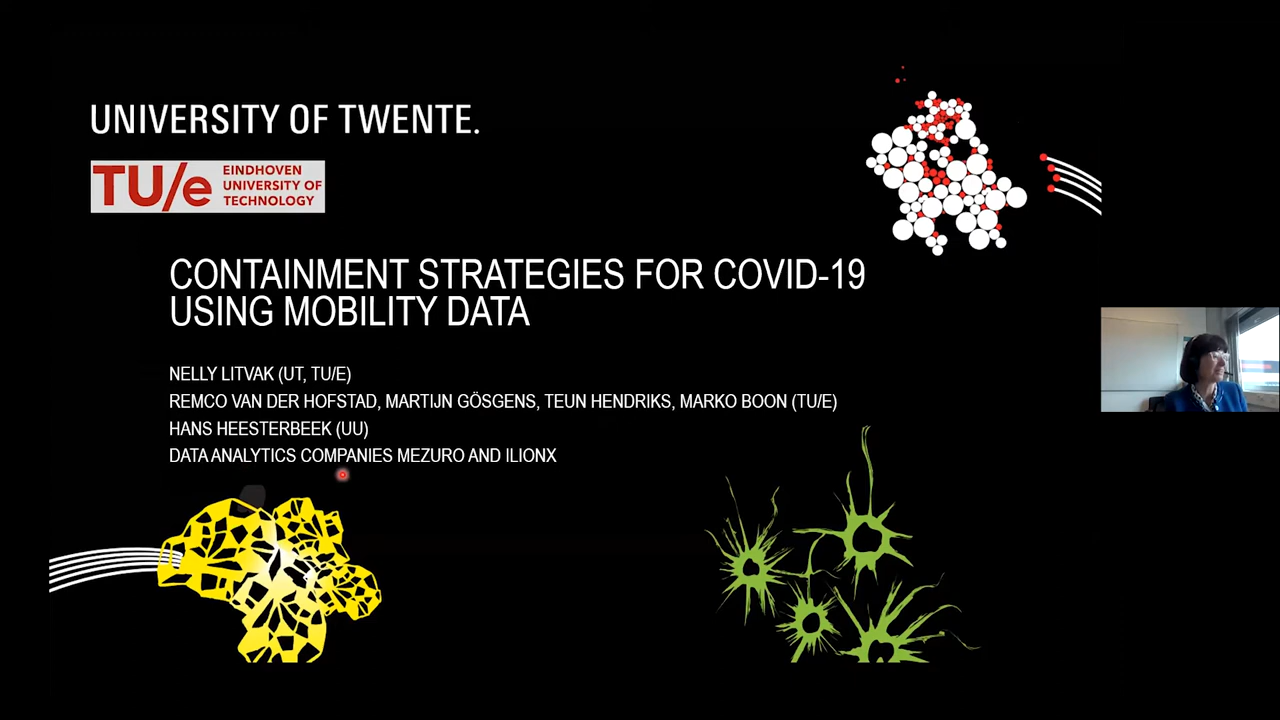 UNIVERSITY OF TWENTE.
TU/e EINDHOVEN
UNIVERSITY OF
TECHNOLOGY
CONTAINMENT STRATEGIES FOR COVID-19
USING MOBILITY DATA
NELLY LITVAK (UT, TU/E)
REMCO VAN DER HOFSTAD, MARTIJN GÖSGENS, TEUN HENDRIKS, MARKO BOON (TU/E)
HANS HEESTERBEEK (UU)
DATA ANALYTICS COMPANIES MEZURO AND ILIONX